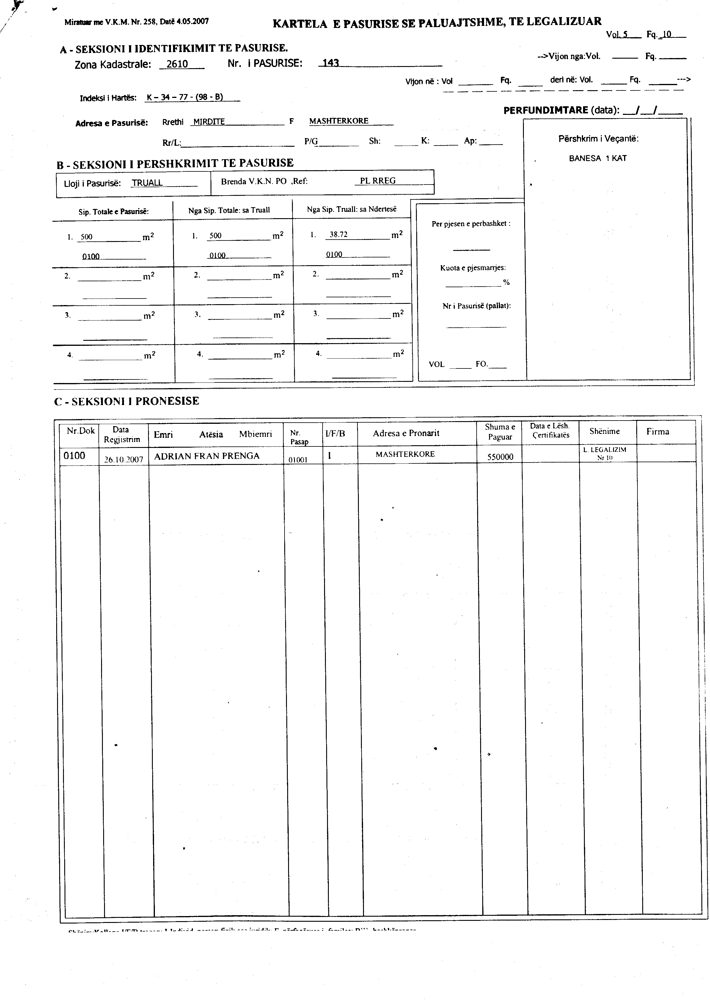 Miratuar me V.K.M. Nr. 258, Datë 4.05.2007
KARTELA E PASURISE SE PALUAJTSHME, TE LEGALIZUAR
Vol. 5 Fq. 10
A - SEKSIONI I IDENTIFIKIMIT TE PASURISE.
-->Vijon nga:Vol. Fq.
Zona Kadastrale: 2610 Nr. i PASURISE: 143
Vijon në : Vol Fq. deri në: Vol. Fq. --->
Indeksi i Hartës: K – 34 – 77 - (98 - B)
PERFUNDIMTARE (data): __/__/____
Adresa e Pasurisë: Rrethi MIRDITE F MASHTERKORE
Rr/L: P/G Sh: K: Ap:
Përshkrim i Veçantë:
BANESA 1 KAT
B - SEKSIONI I PERSHKRIMIT TE PASURISE
Lloji i Pasurisë: TRUALL Brenda V.K.N. PO ,Ref: PL RREG
Sip. Totale e Pasurisë: Nga Sip. Totale: sa Truall Nga Sip. Truall: sa Ndertesë
1. 500 m² 1. 500 m² 1. 38.72 m²
0100 0100 0100
2. m² 2. m² 2. m²
3. m² 3. m² 3. m²
4. m² 4. m² 4. m²
Per pjesen e perbashket :
Kuota e pjesmarrjes:
%
Nr i Pasurisë (pallat):
VOL FO.
C - SEKSIONI I PRONESISE
Nr.Dok Data Regjistrim Emri Atësia Mbiemri Nr. Pasap I/F/B Adresa e Pronarit Shuma e Paguar Data e Lësh. Çertifikatës Shënime Firma
0100 26.10.2007 ADRIAN FRAN PRENGA 01001 I MASHTERKORE 550000 L. LEGALIZIM Nr 10